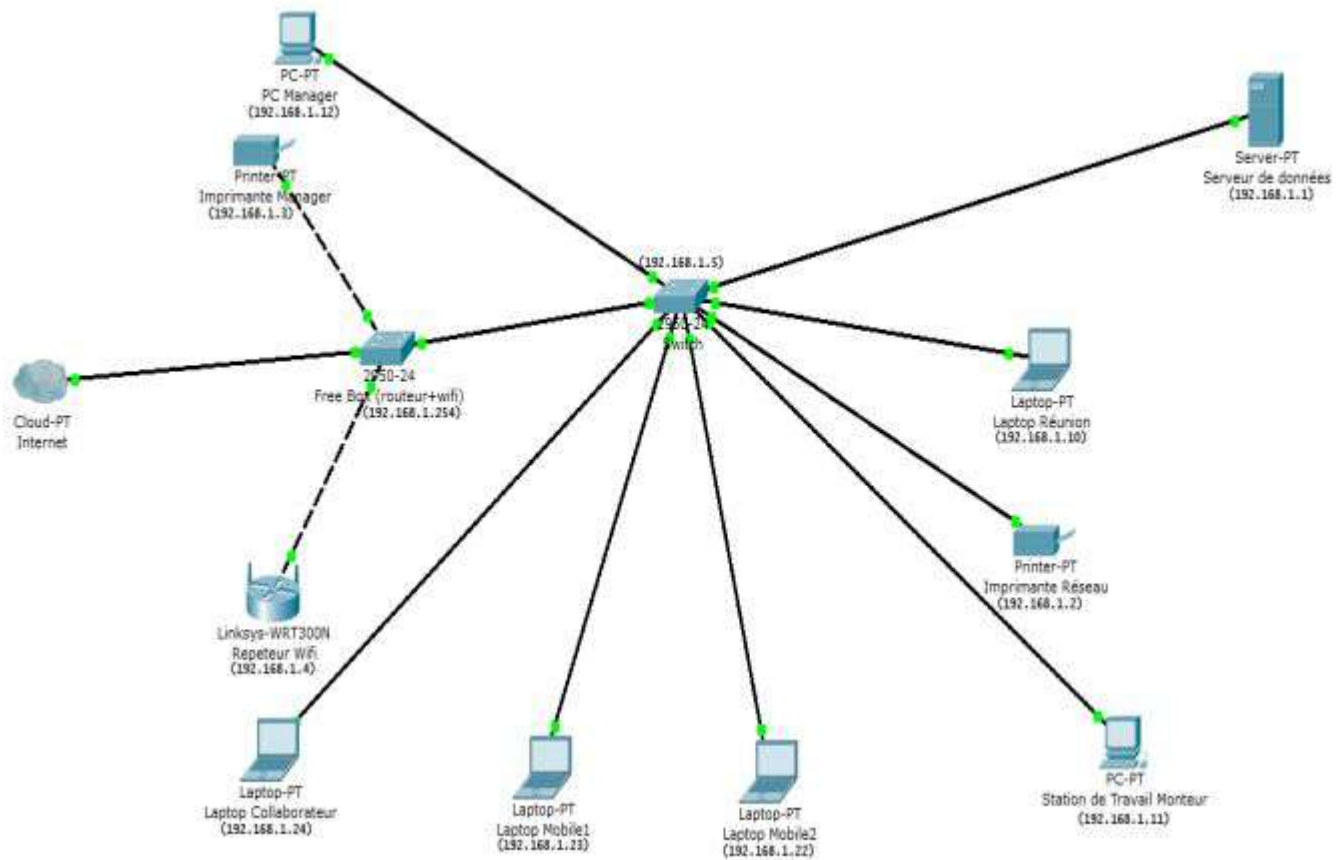 PC-PT
PC Manager
(192.168.1.12)
Printer-PT
Imprimante Manager
(192.168.1.3)
Server-PT
Serveur de données
(192.168.1.1)
(192.168.1.5)
2950-24
Switch
2950-24
Free Box (routeur+wifi)
(192.168.1.254)
Cloud-PT
Internet
Laptop-PT
Laptop Réunion
(192.168.1.10)
Printer-PT
Imprimante Réseau
(192.168.1.2)
Linksys-WRT300N
Repeteur Wifi
(192.168.1.4)
Laptop-PT
Laptop Collaborateur
(192.168.1.24)
Laptop-PT
Laptop Mobile1
(192.168.1.23)
Laptop-PT
Laptop Mobile2
(192.168.1.22)
PC-PT
Station de Travail Monteur
(192.168.1.11)